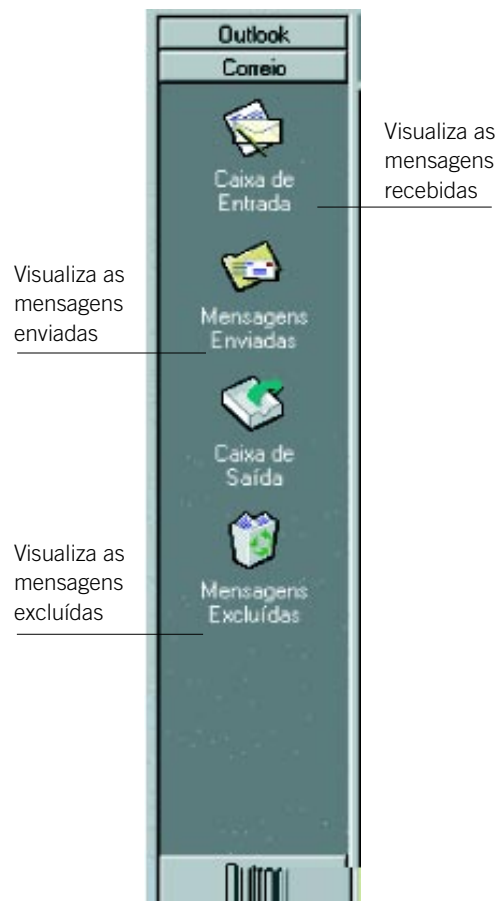 Outlook
Correio
Caixa de
Entrada
Visualiza as
mensagens
recebidas
Mensagens
Enviadas
Visualiza as
mensagens
enviadas
Caixa de
Saída
Mensagens
Excluídas
Visualiza as
mensagens
excluídas